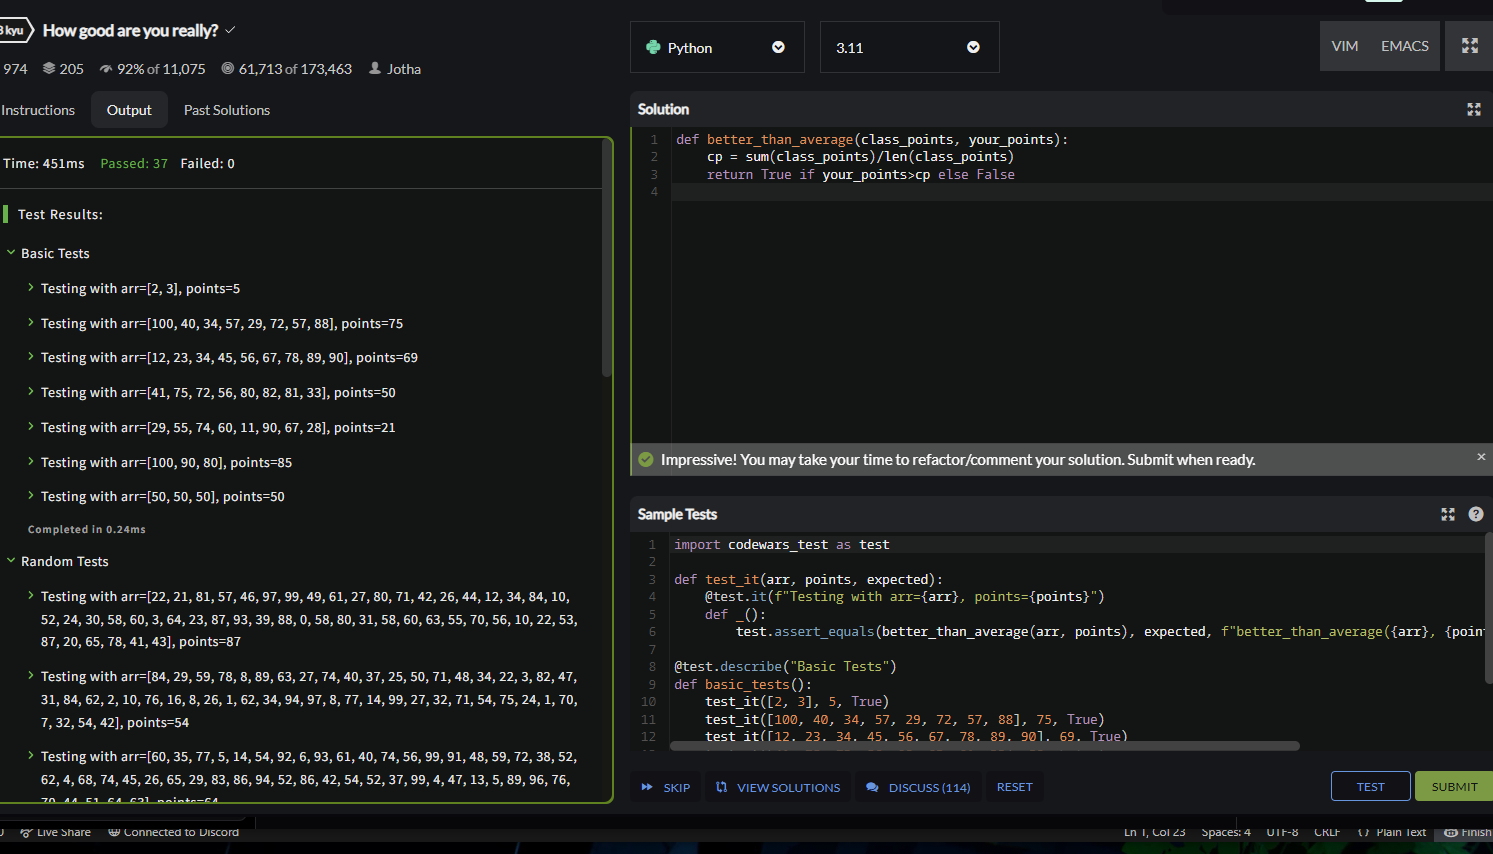 kyu How good are you really?
974 205 92% of 11,075 61,713 of 173,463 Jotha
Instructions Output Past Solutions
Time: 451ms Passed: 37 Failed: 0
Test Results:
Basic Tests
Testing with arr=[2, 3], points=5
Testing with arr=[100, 40, 34, 57, 29, 72, 57, 88], points=75
Testing with arr=[12, 23, 34, 45, 56, 67, 78, 89, 90], points=69
Testing with arr=[41, 75, 72, 56, 80, 82, 81, 33], points=50
Testing with arr=[29, 55, 74, 60, 11, 90, 67, 28], points=21
Testing with arr=[100, 90, 80], points=85
Testing with arr=[50, 50, 50], points=50
Completed in 0.24ms
Random Tests
Testing with arr=[22, 21, 81, 57, 46, 97, 99, 49, 61, 27, 80, 71, 42, 26, 44, 12, 34, 84, 10,
52, 24, 30, 58, 60, 3, 64, 23, 87, 93, 39, 88, 0, 58, 80, 31, 58, 60, 63, 55, 70, 56, 10, 22, 53,
87, 20, 65, 78, 41, 43], points=87
Testing with arr=[84, 29, 59, 78, 8, 89, 63, 27, 74, 40, 37, 25, 50, 71, 48, 34, 22, 3, 82, 47,
31, 84, 62, 2, 10, 76, 16, 8, 26, 1, 62, 34, 94, 97, 8, 77, 14, 99, 27, 32, 71, 54, 75, 24, 1, 70,
7, 32, 54, 42], points=54
Testing with arr=[60, 35, 77, 5, 14, 54, 92, 6, 93, 61, 40, 74, 56, 99, 91, 48, 59, 72, 38, 52,
62, 4, 68, 74, 45, 26, 65, 29, 83, 86, 94, 52, 86, 42, 54, 52, 37, 99, 4, 47, 13, 5, 89, 96, 76,
Python 3.11 VIM EMACS
Solution
1 def better_than_average(class_points, your_points):
2 cp = sum(class_points)/len(class_points)
3 return True if your_points>cp else False
4
Impressive! You may take your time to refactor/comment your solution. Submit when ready.
Sample Tests
1 import codewars_test as test
2
3 def test_it(arr, points, expected):
4 @test.it(f"Testing with arr={arr}, points={points}")
5 def _():
6 test.assert_equals(better_than_average(arr, points), expected, f"better_than_average({arr}, {poin
7
8 @test.describe("Basic Tests")
9 def basic_tests():
10 test_it([2, 3], 5, True)
11 test_it([100, 40, 34, 57, 29, 72, 57, 88], 75, True)
12 test_it([12, 23, 34, 45, 56, 67, 78, 89, 90], 69, True)
SKIP VIEW SOLUTIONS DISCUSS (114) RESET TEST SUBMIT
Live Share Connected to Discord Ln 1, Col 23 Spaces: 4 UTF-8 CRLF {} Plain Text Finish